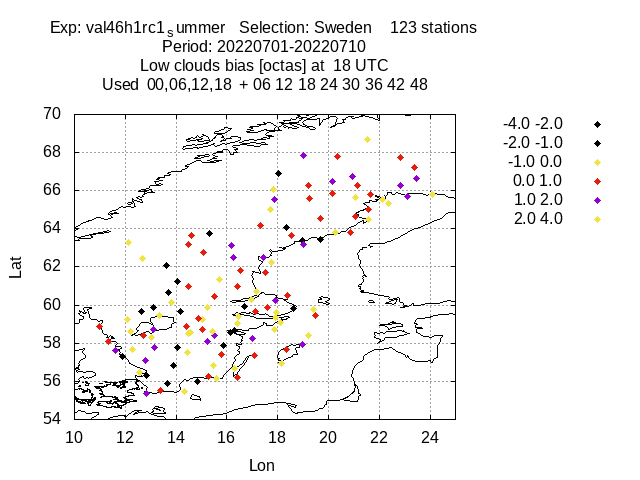 Exp: val46h1rc1summer Selection: Sweden 123 stations
Period: 20220701-20220710
Low clouds bias [octas] at 18 UTC
Used 00,06,12,18 + 06 12 18 24 30 36 42 48
-4.0 -2.0
-2.0 -1.0
-1.0 0.0
0.0 1.0
1.0 2.0
2.0 4.0
70
68
66
64
62
60
58
56
54
Lat
10 12 14 16 18 20 22 24
Lon